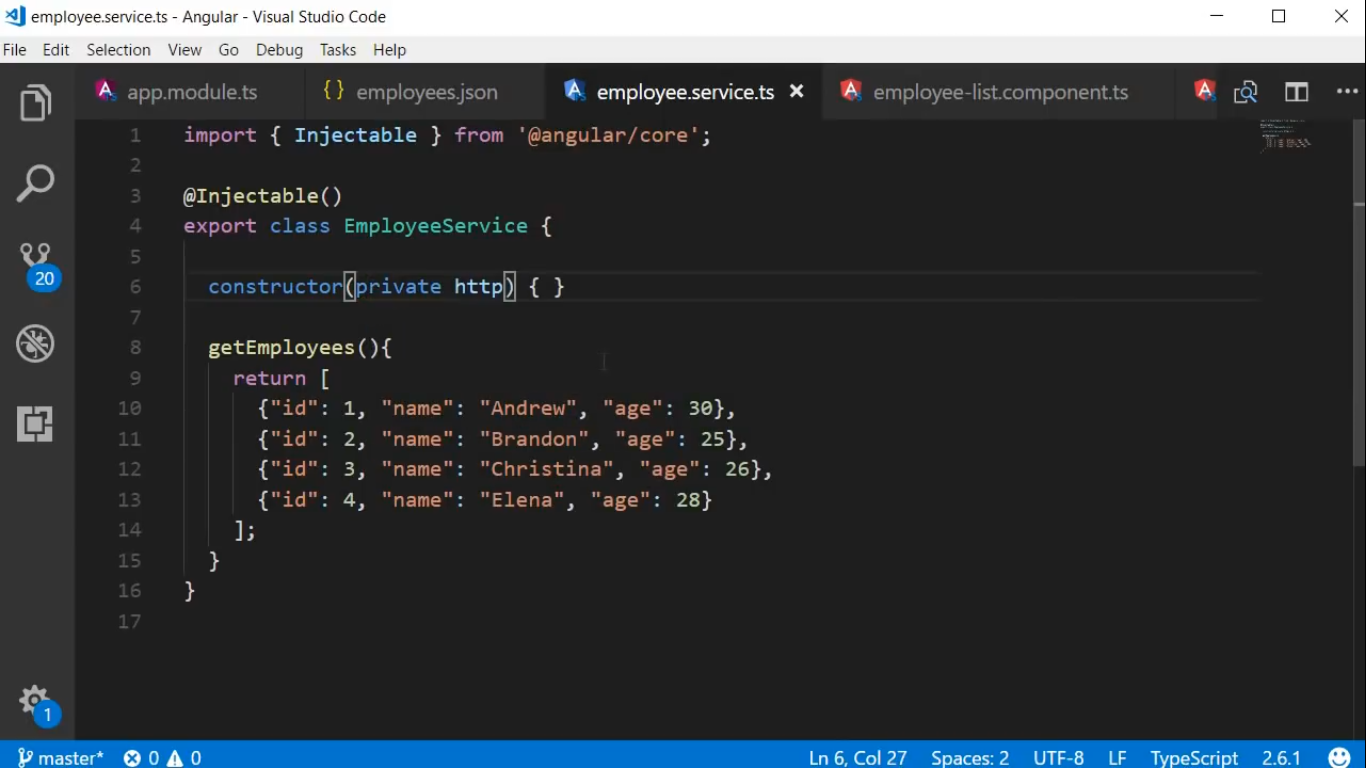 employee.service.ts - Angular - Visual Studio Code
File Edit Selection View Go Debug Tasks Help
app.module.ts {} employees.json employee.service.ts employee-list.component.ts
1 import { Injectable } from '@angular/core';
2
3 @Injectable()
4 export class EmployeeService {
5
6 constructor(private http) { }
7
8 getEmployees(){
9 return [
10 {"id": 1, "name": "Andrew", "age": 30},
11 {"id": 2, "name": "Brandon", "age": 25},
12 {"id": 3, "name": "Christina", "age": 26},
13 {"id": 4, "name": "Elena", "age": 28}
14 ];
15 }
16 }
17
20
1
master* 0 0 Ln 6, Col 27 Spaces: 2 UTF-8 LF TypeScript 2.6.1